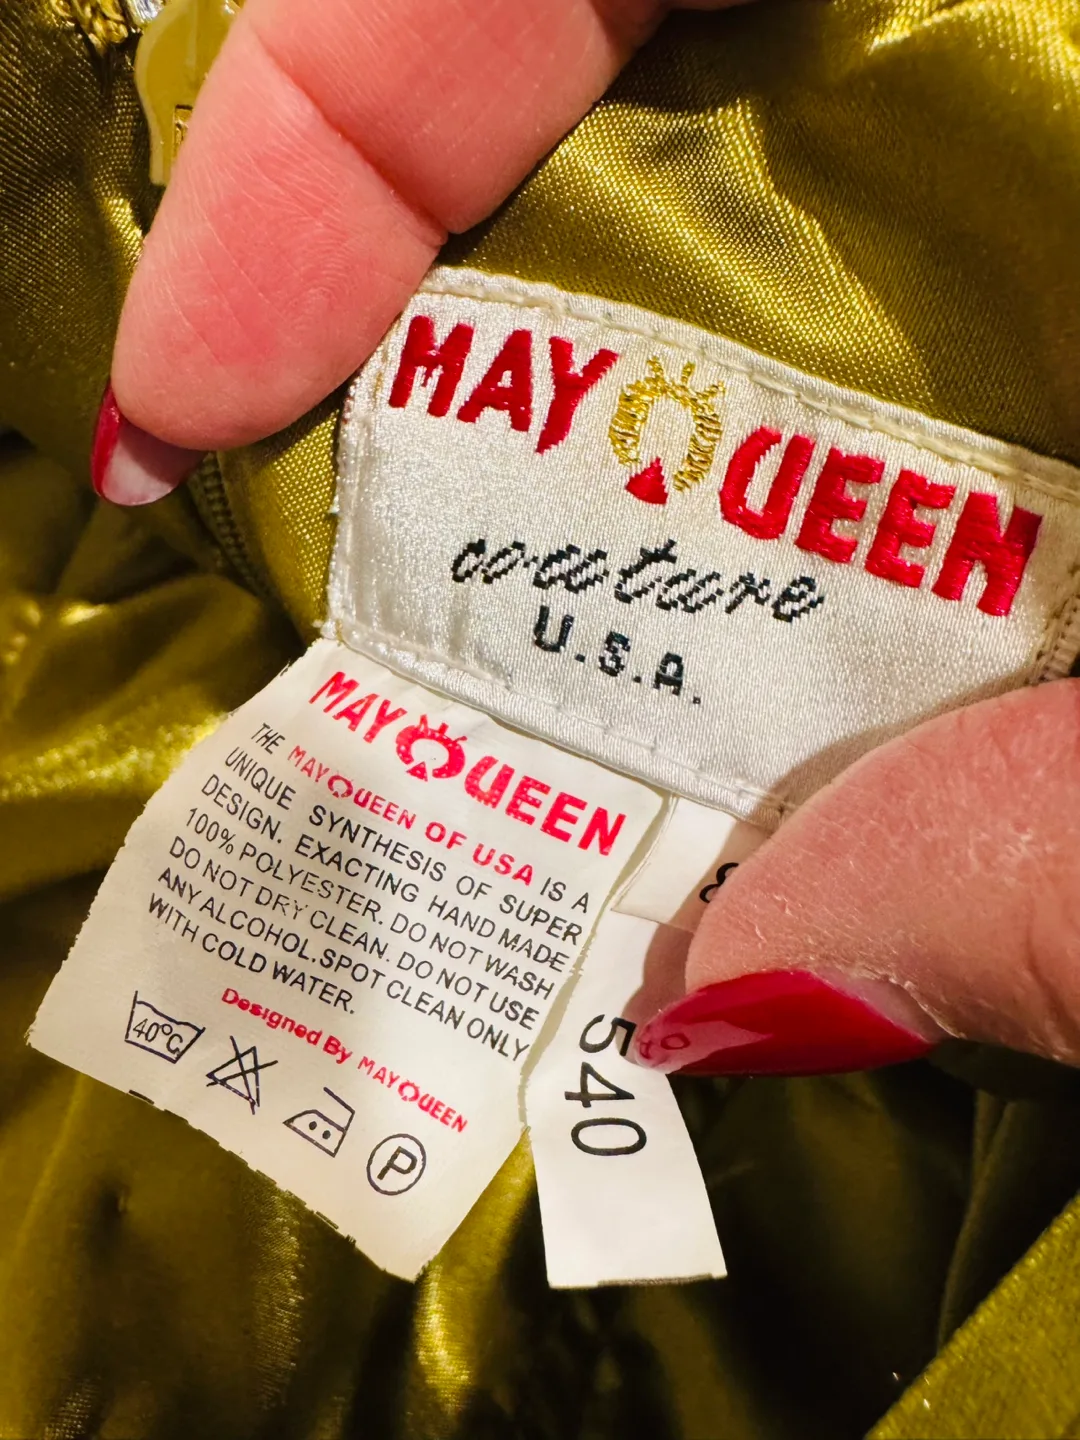 MAY QUEEN
couture
U.S.A.
MAY QUEEN
THE MAY QUEEN OF USA IS A
UNIQUE SYNTHESIS OF SUPER
DESIGN. EXACTING HAND MADE
100% POLYESTER. DO NOT WASH
DO NOT DRY CLEAN. DO NOT USE
ANY ALCOHOL.SPOT CLEAN ONLY
WITH COLD WATER.
Designed By MAY QUEEN
40°C
P
540